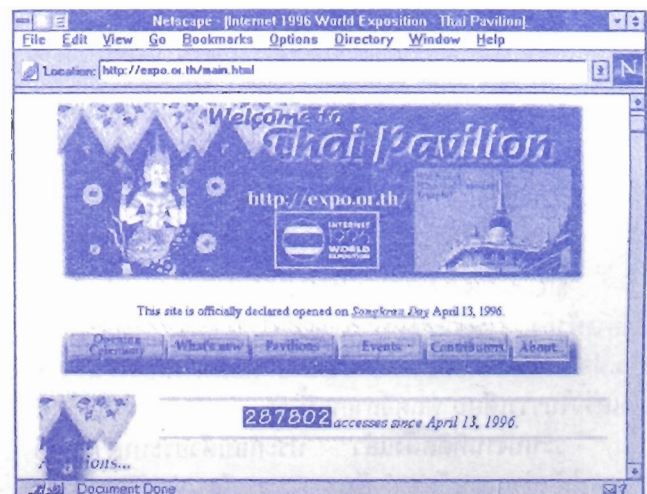 Netscape - [Internet 1996 World Exposition - Thai Pavilion]
File Edit View Go Bookmarks Options Directory Window Help
Location: http://expo.or.th/main.html
N
Welcome to
Thai Pavilion
http://expo.or.th/
INTERNET
1996
WORLD
EXPOSITION
This site is officially declared opened on Songkran Day April 13, 1996.
Opening Ceremony What's new Pavilions Events Contributors About
287802 accesses since April 13, 1996.
Document Done